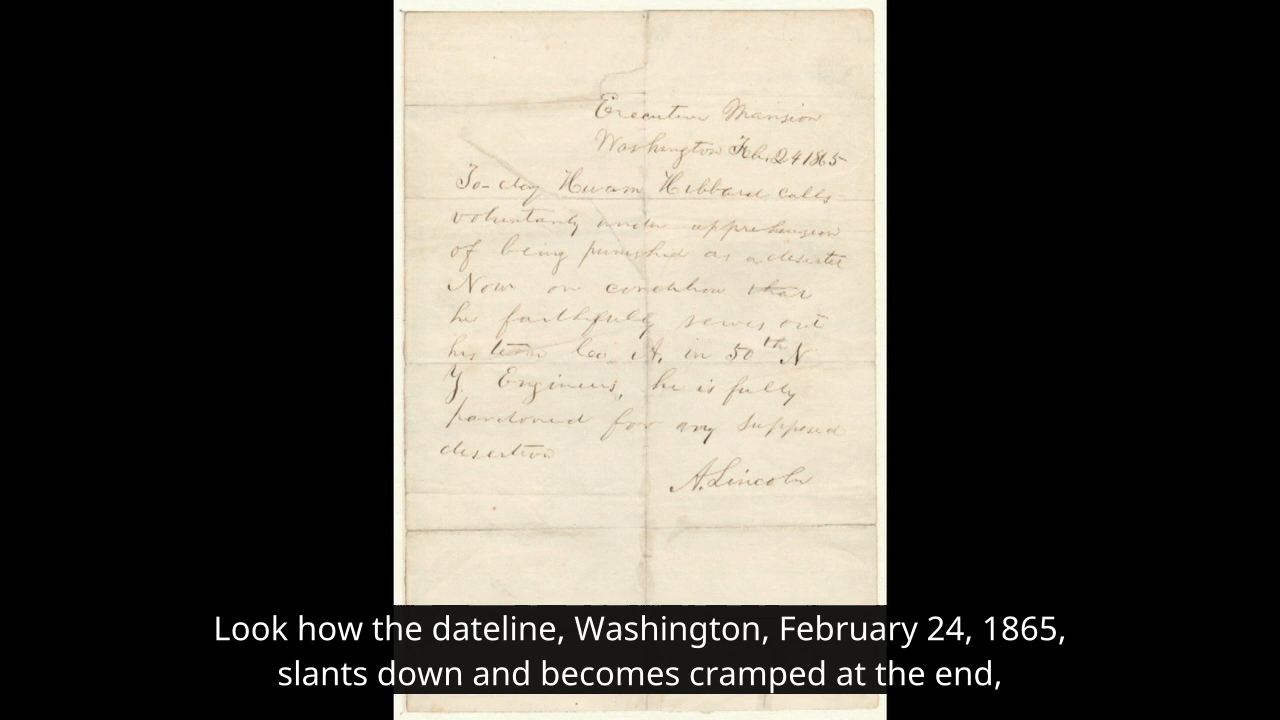 Executive Mansion
Washington Feb. 24 1865
To-day Hiram Hibbard calls
voluntarily under apprehension
of being punished as a deserter
Now on condition that
he faithfully serves out
his term Co. A. in 50th N
Y. Engineers, he is fully
pardoned for any supposed
desertion
A. Lincoln
Look how the dateline, Washington, February 24, 1865,
slants down and becomes cramped at the end,